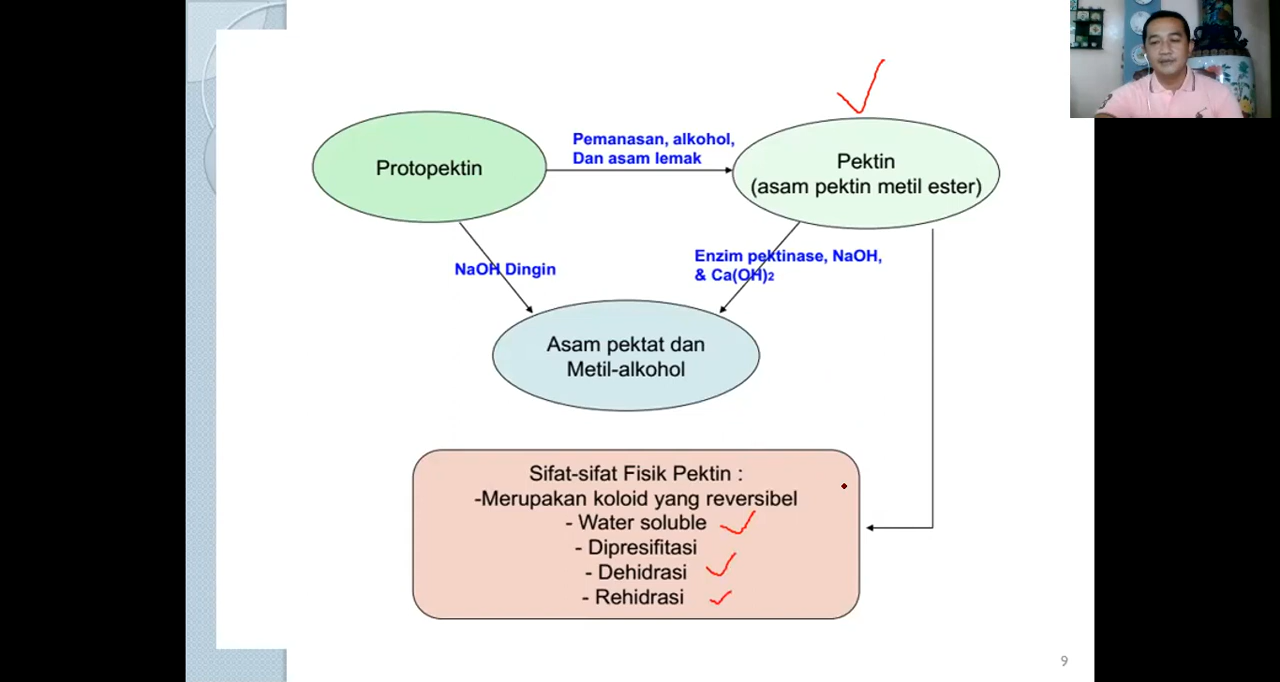 Protopektin
Pemanasan, alkohol,
Dan asam lemak
Pektin
(asam pektin metil ester)
NaOH Dingin
Enzim pektinase, NaOH,
& Ca(OH)2
Asam pektat dan
Metil-alkohol
Sifat-sifat Fisik Pektin :
-Merupakan koloid yang reversibel
- Water soluble
- Dipresifitasi
- Dehidrasi
- Rehidrasi
9